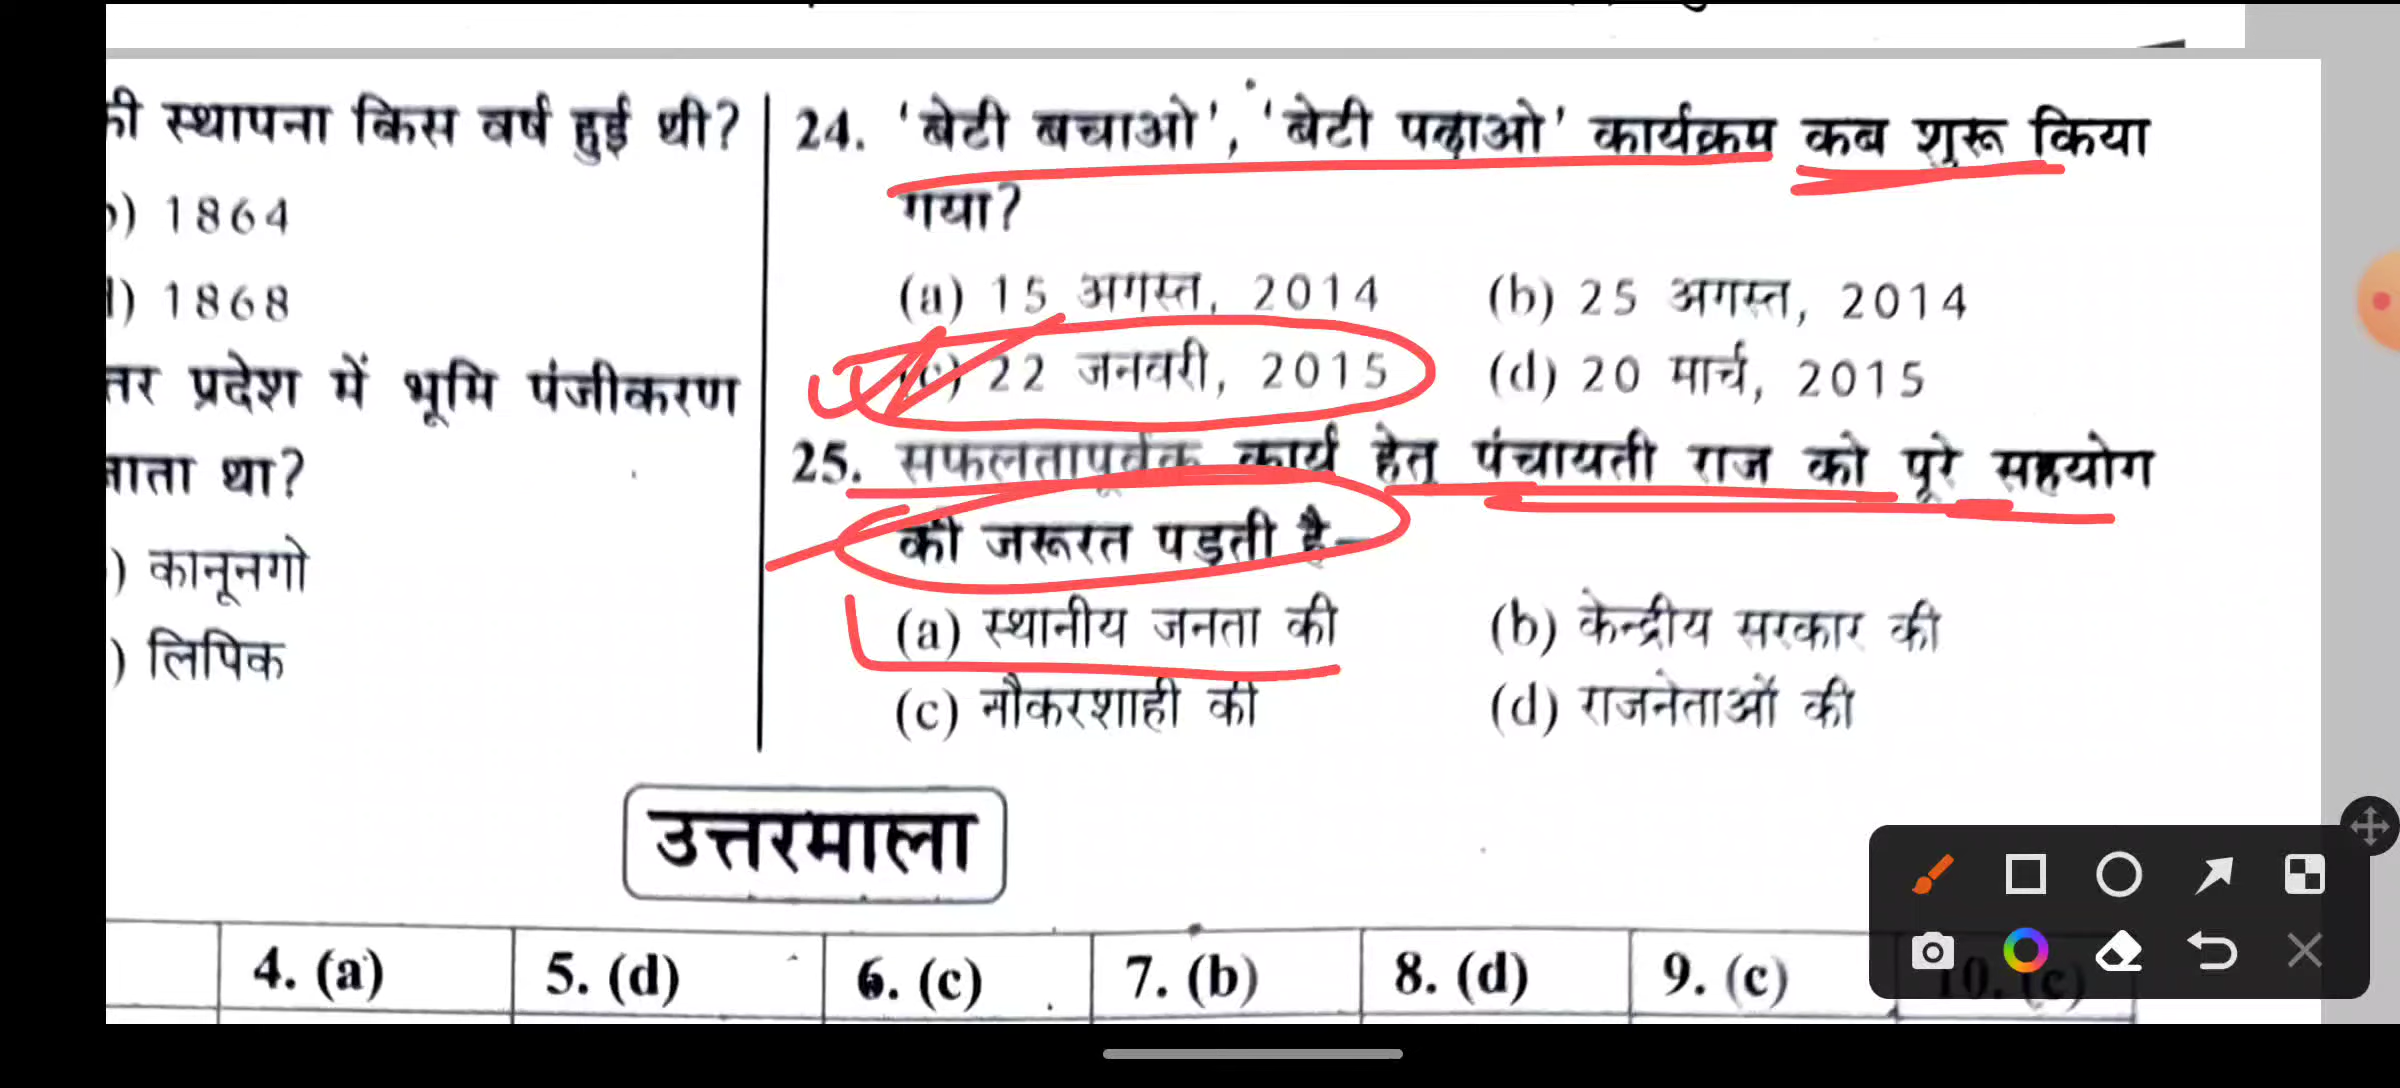 की स्थापना किस वर्ष हुई थी?
1864
1868
प्रदेश में भूमि पंजीकरण
जाता था?
कानूनगो
लिपिक
24. 'बेटी बचाओ', 'बेटी पढ़ाओ' कार्यक्रम कब शुरू किया
गया?
(a) 15 अगस्त, 2014 (b) 25 अगस्त, 2014
(c) 22 जनवरी, 2015 (d) 20 मार्च, 2015
25. सफलतापूर्वक कार्य हेतु पंचायती राज को पूरे सहयोग
की जरूरत पड़ती है–
(a) स्थानीय जनता की (b) केन्द्रीय सरकार की
(c) नौकरशाही की (d) राजनेताओं की
उत्तरमाला
4. (a) 5. (d) 6. (c) 7. (b) 8. (d) 9. (c) 10. (c)